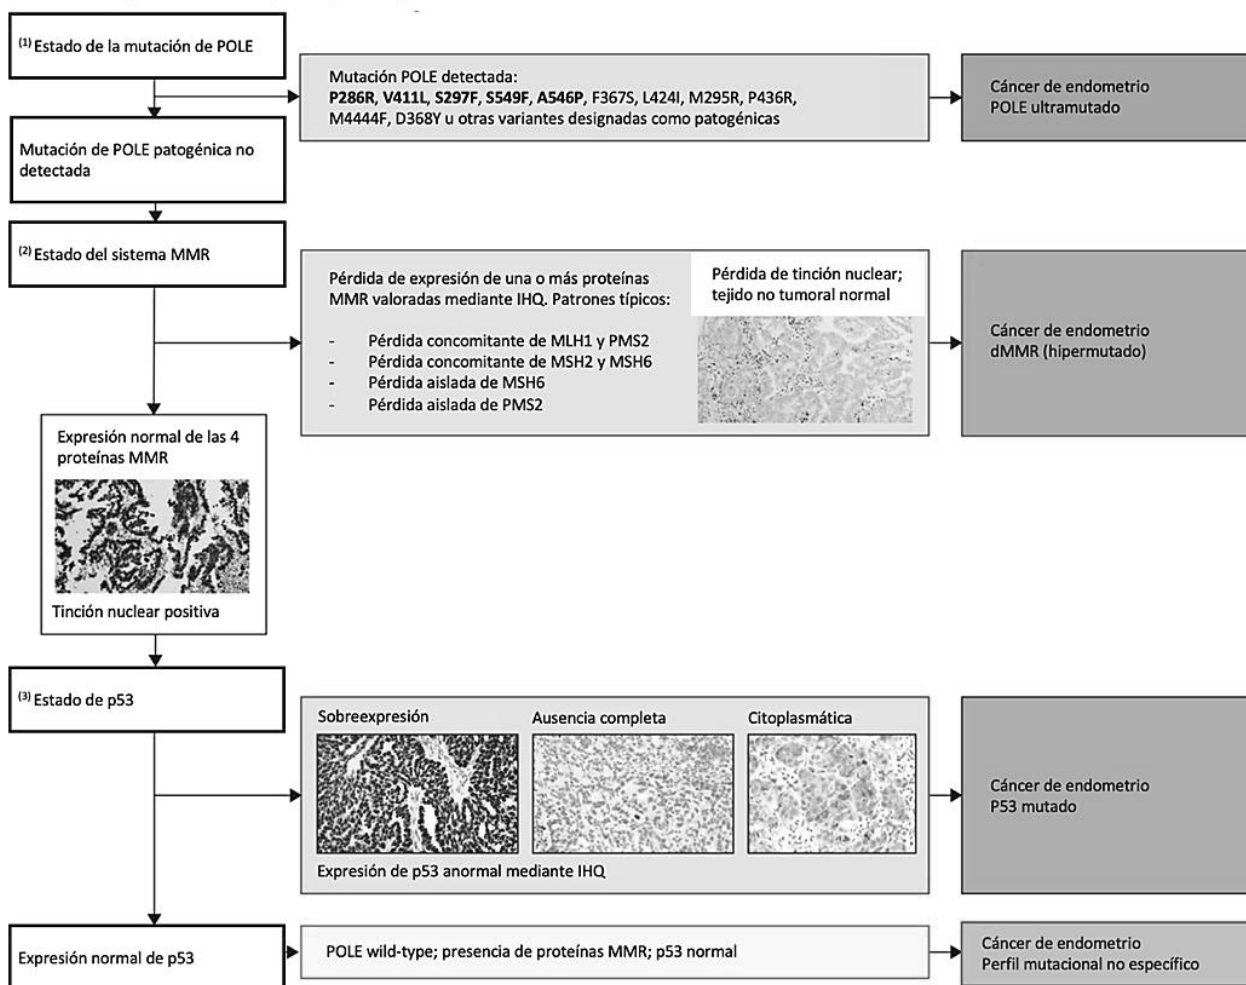 (1) Estado de la mutación de POLE
Mutación POLE detectada:
P286R, V411L, S297F, S549F, A546P, F367S, L424I, M295R, P436R,
M4444F, D368Y u otras variantes designadas como patogénicas
Cáncer de endometrio
POLE ultramutado
Mutación de POLE patogénica no
detectada
(2) Estado del sistema MMR
Pérdida de expresión de una o más proteínas
MMR valoradas mediante IHQ. Patrones típicos:
- Pérdida concomitante de MLH1 y PMS2
- Pérdida concomitante de MSH2 y MSH6
- Pérdida aislada de MSH6
- Pérdida aislada de PMS2
Pérdida de tinción nuclear;
tejido no tumoral normal
Cáncer de endometrio
dMMR (hipermutado)
Expresión normal de las 4
proteínas MMR
Tinción nuclear positiva
(3) Estado de p53
Sobreexpresión
Ausencia completa
Citoplasmática
Expresión de p53 anormal mediante IHQ
Cáncer de endometrio
P53 mutado
Expresión normal de p53
POLE wild-type; presencia de proteínas MMR; p53 normal
Cáncer de endometrio
Perfil mutacional no específico